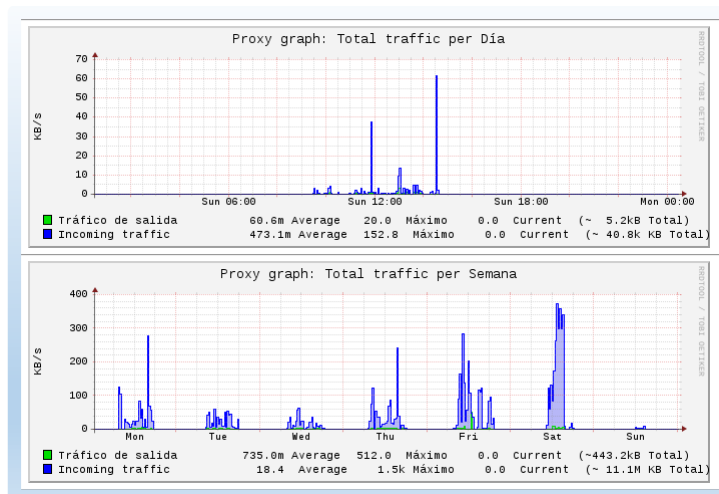 Proxy graph: Total traffic per Día
RRDTOOL / TOBI OETIKER
KB/s
70
60
50
40
30
20
10
0
Sun 06:00 Sun 12:00 Sun 18:00 Mon 00:00
Tráfico de salida 60.6m Average 20.0 Máximo 0.0 Current (~ 5.2kB Total)
Incoming traffic 473.1m Average 152.8 Máximo 0.0 Current (~ 40.8k KB Total)
Proxy graph: Total traffic per Semana
RRDTOOL / TOBI OETIKER
KB/s
400
300
200
100
0
Mon Tue Wed Thu Fri Sat Sun
Tráfico de salida 735.0m Average 512.0 Máximo 0.0 Current (~443.2kB Total)
Incoming traffic 18.4 Average 1.5k Máximo 0.0 Current (~ 11.1M KB Total)